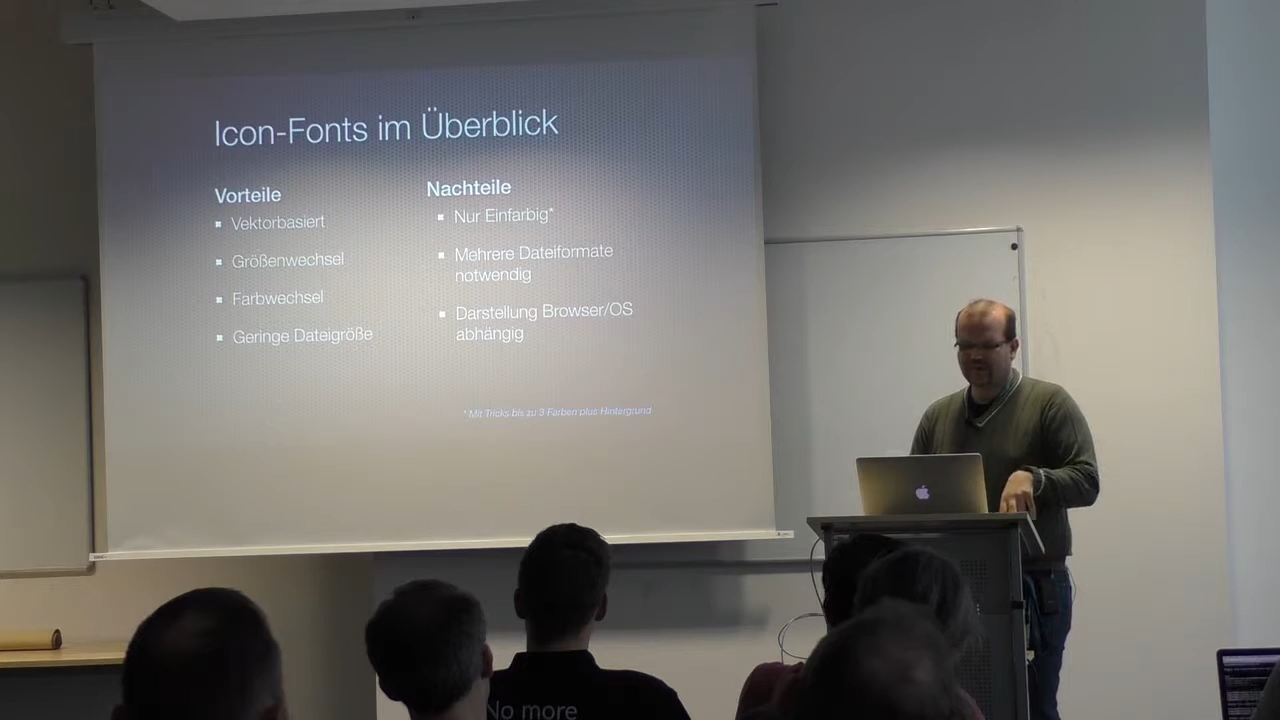 Icon-Fonts im Überblick
Vorteile
Vektorbasiert
Größenwechsel
Farbwechsel
Geringe Dateigröße
Nachteile
Nur Einfarbig*
Mehrere Dateiformate
notwendig
Darstellung Browser/OS
abhängig
* Mit Tricks bis zu 3 Farben plus Hintergrund
No more